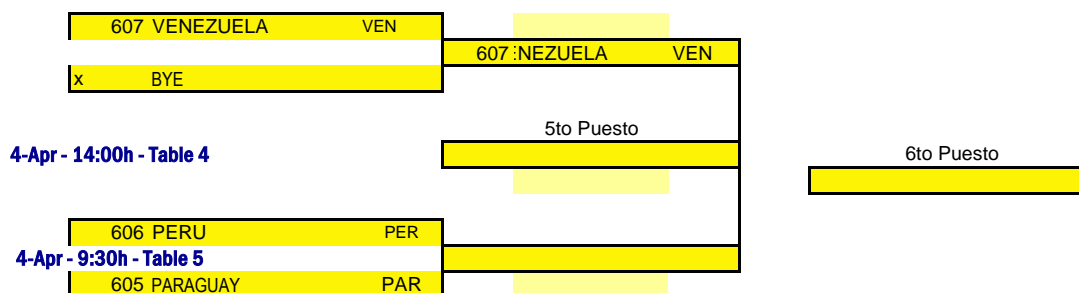 607 VENEZUELA VEN
607 :NEZUELA VEN
x BYE
5to Puesto
4-Apr - 14:00h - Table 4
6to Puesto
606 PERU PER
4-Apr - 9:30h - Table 5
605 PARAGUAY PAR